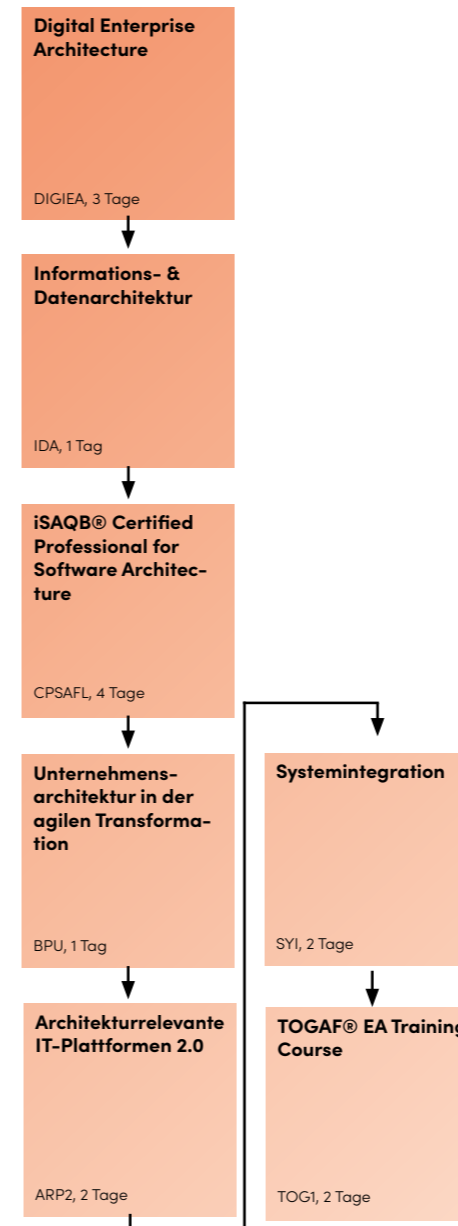 Digital Enterprise
Architecture
DIGIEA, 3 Tage
Informations- &
Datenarchitektur
IDA, 1 Tag
iSAQB® Certified
Professional for
Software Architec-
ture
CPSAFL, 4 Tage
Unternehmens-
architektur in der
agilen Transforma-
tion
BPU, 1 Tag
Architekturrelevante
IT-Plattformen 2.0
ARP2, 2 Tage
Systemintegration
SYI, 2 Tage
TOGAF® EA Training
Course
TOG1, 2 Tage